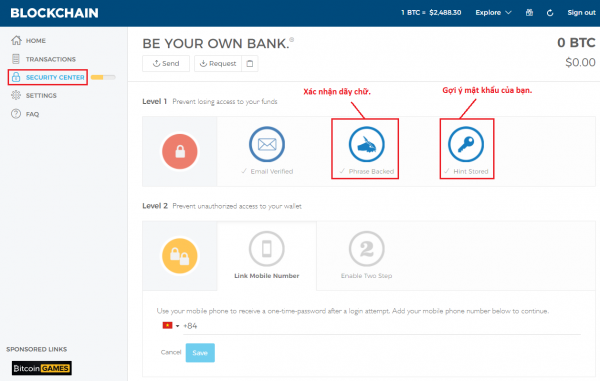 BLOCKCHAIN
1 BTC = $2,488.30 Explore Sign out
HOME
TRANSACTIONS
SECURITY CENTER
SETTINGS
FAQ
BE YOUR OWN BANK.®
0 BTC
$0.00
Send Request
Xác nhận dãy chữ.
Gợi ý mật khẩu của bạn.
Level 1 Prevent losing access to your funds
✓ Email Verified
✓ Phrase Backed
✓ Hint Stored
Level 2 Prevent unauthorized access to your wallet
2
Link Mobile Number
Enable Two Step
Use your mobile phone to receive a one-time-password after a login attempt. Add your mobile phone number below to continue.
+84
Cancel Save
SPONSORED LINKS
Bitcoin GAMES